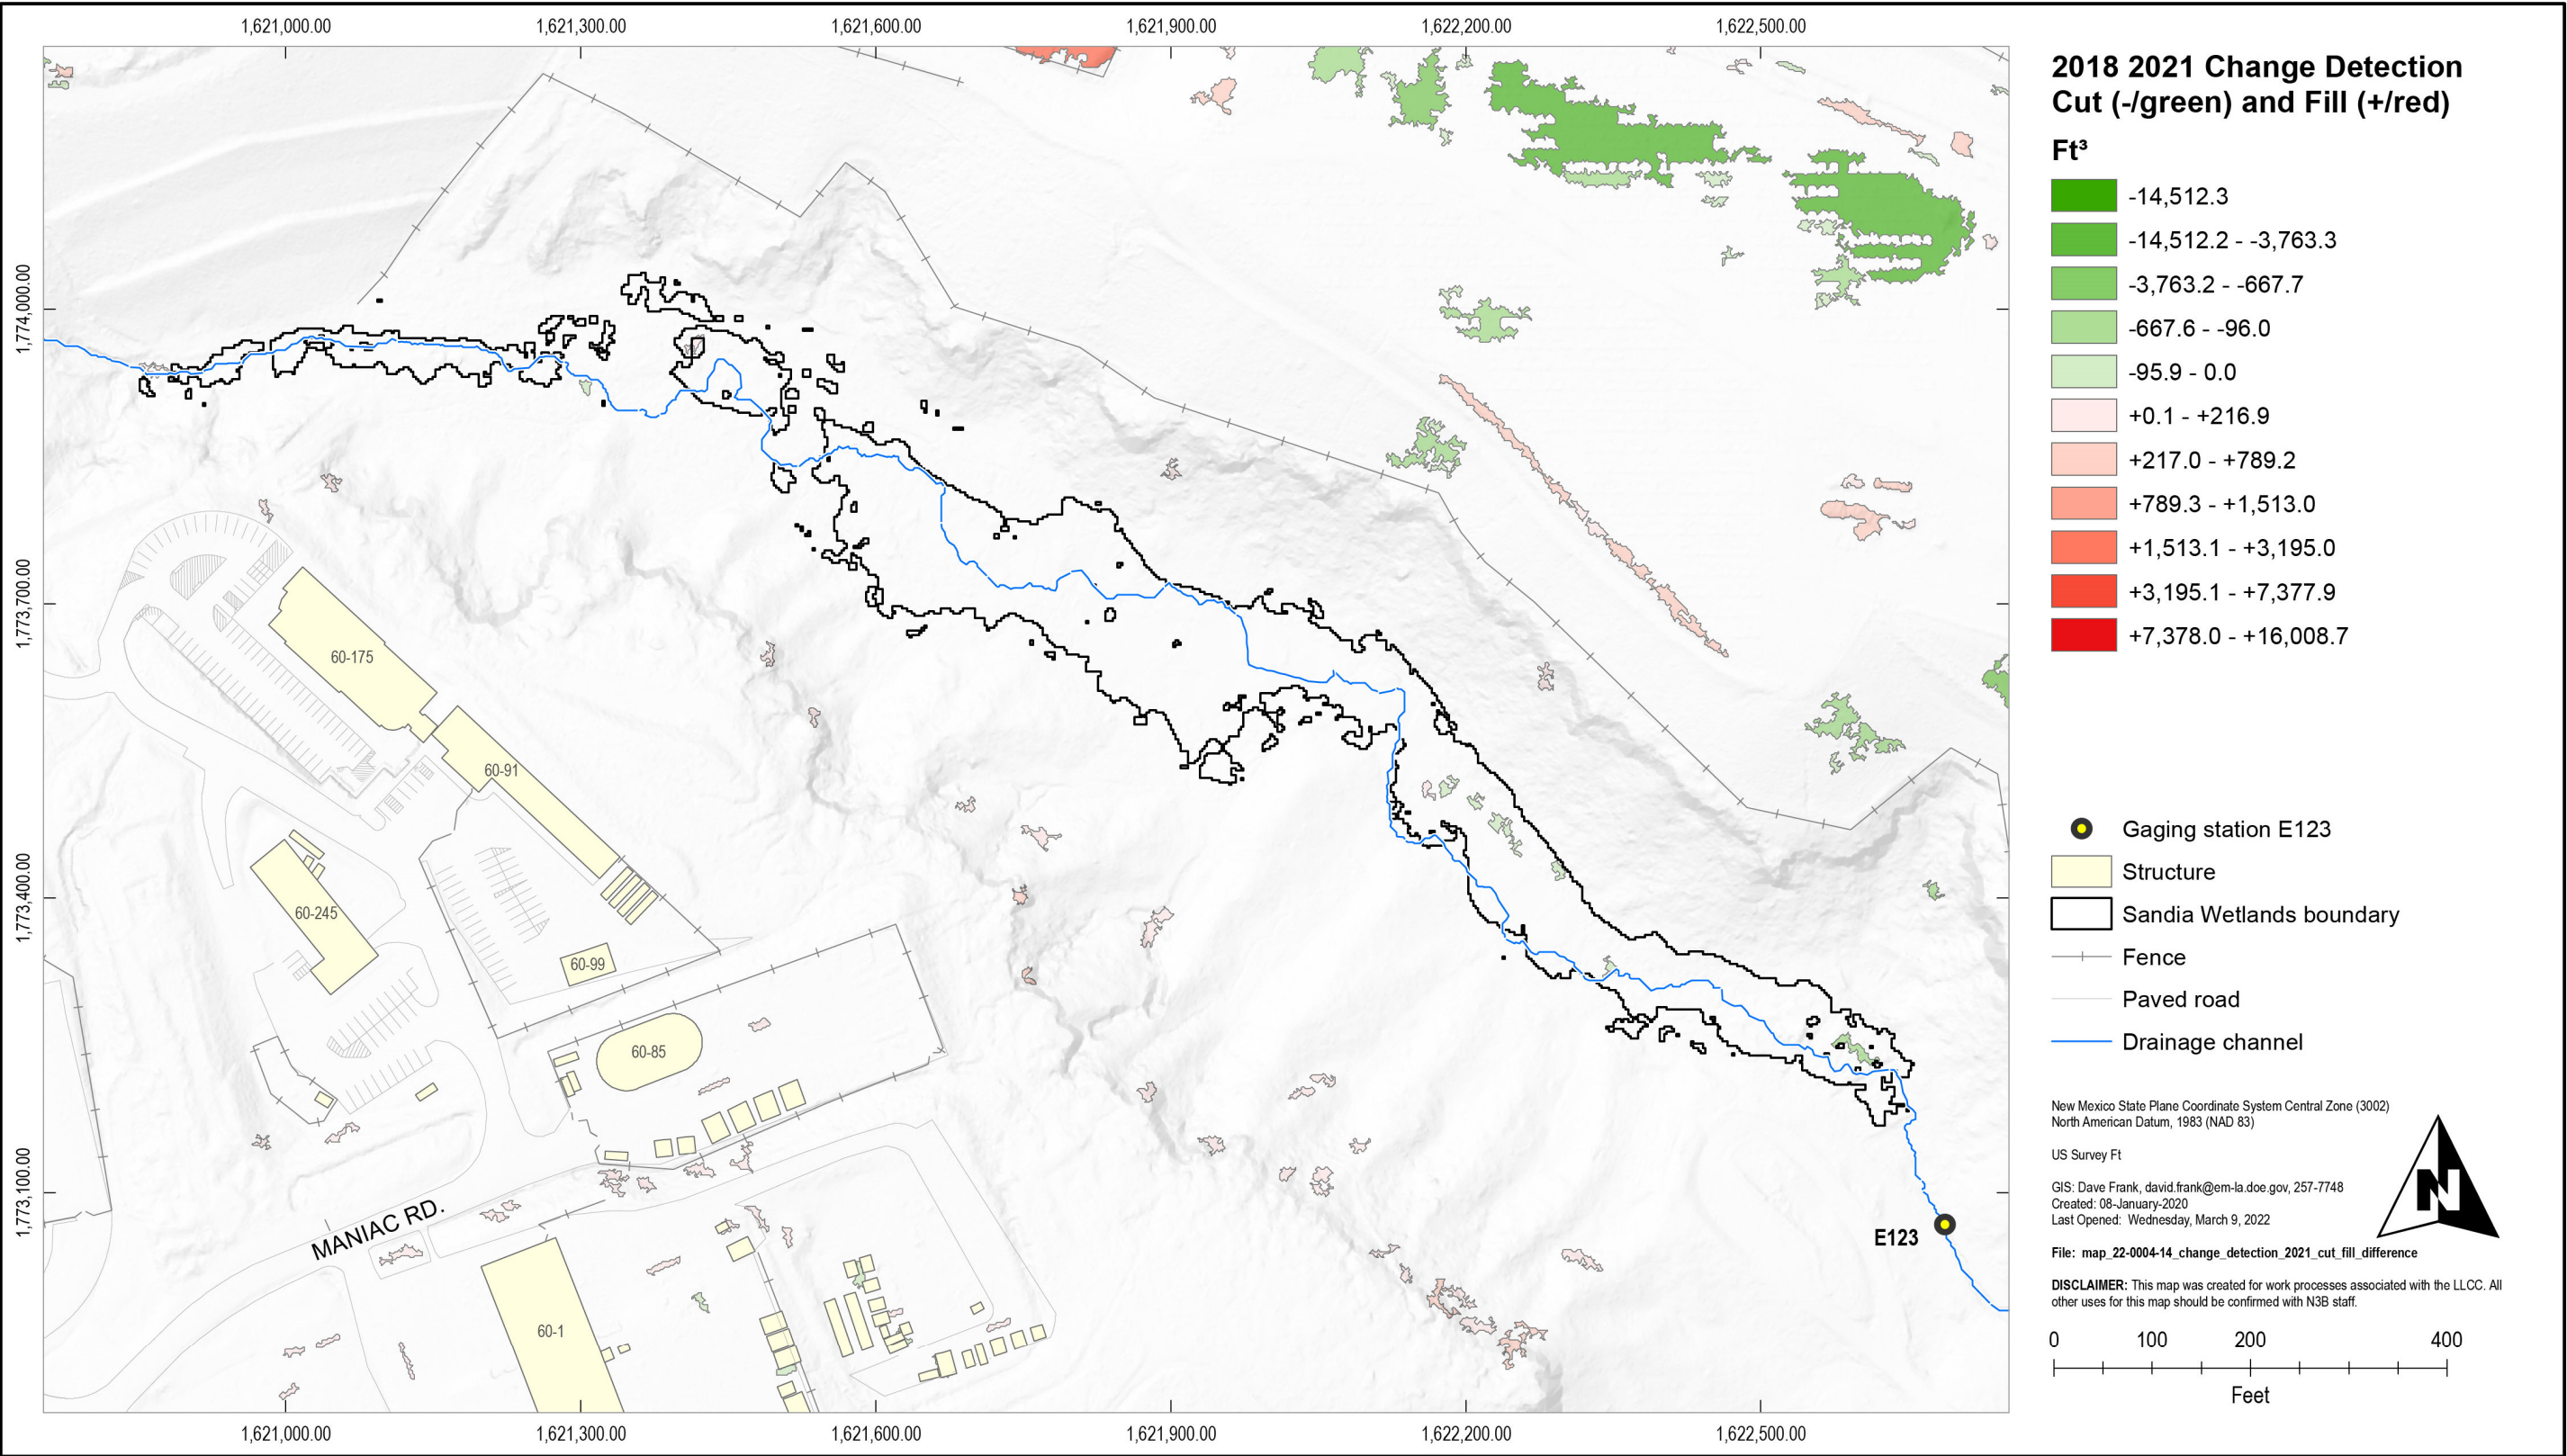 1,621,000.00 1,621,300.00 1,621,600.00 1,621,900.00 1,622,200.00 1,622,500.00
1,774,000.00
1,773,700.00
1,773,400.00
1,773,100.00
60-175
60-91
60-245
60-99
60-85
60-1
MANIAC RD.
E123
1,621,000.00 1,621,300.00 1,621,600.00 1,621,900.00 1,622,200.00 1,622,500.00
2018 2021 Change Detection
Cut (-/green) and Fill (+/red)
Ft³
-14,512.3
-14,512.2 - -3,763.3
-3,763.2 - -667.7
-667.6 - -96.0
-95.9 - 0.0
+0.1 - +216.9
+217.0 - +789.2
+789.3 - +1,513.0
+1,513.1 - +3,195.0
+3,195.1 - +7,377.9
+7,378.0 - +16,008.7
Gaging station E123
Structure
Sandia Wetlands boundary
Fence
Paved road
Drainage channel
New Mexico State Plane Coordinate System Central Zone (3002)
North American Datum, 1983 (NAD 83)
US Survey Ft
GIS: Dave Frank, david.frank@em-la.doe.gov, 257-7748
Created: 08-January-2020
Last Opened: Wednesday, March 9, 2022
N
File: map_22-0004-14_change_detection_2021_cut_fill_difference
DISCLAIMER: This map was created for work processes associated with the LLCC. All
other uses for this map should be confirmed with N3B staff.
0 100 200 400
Feet